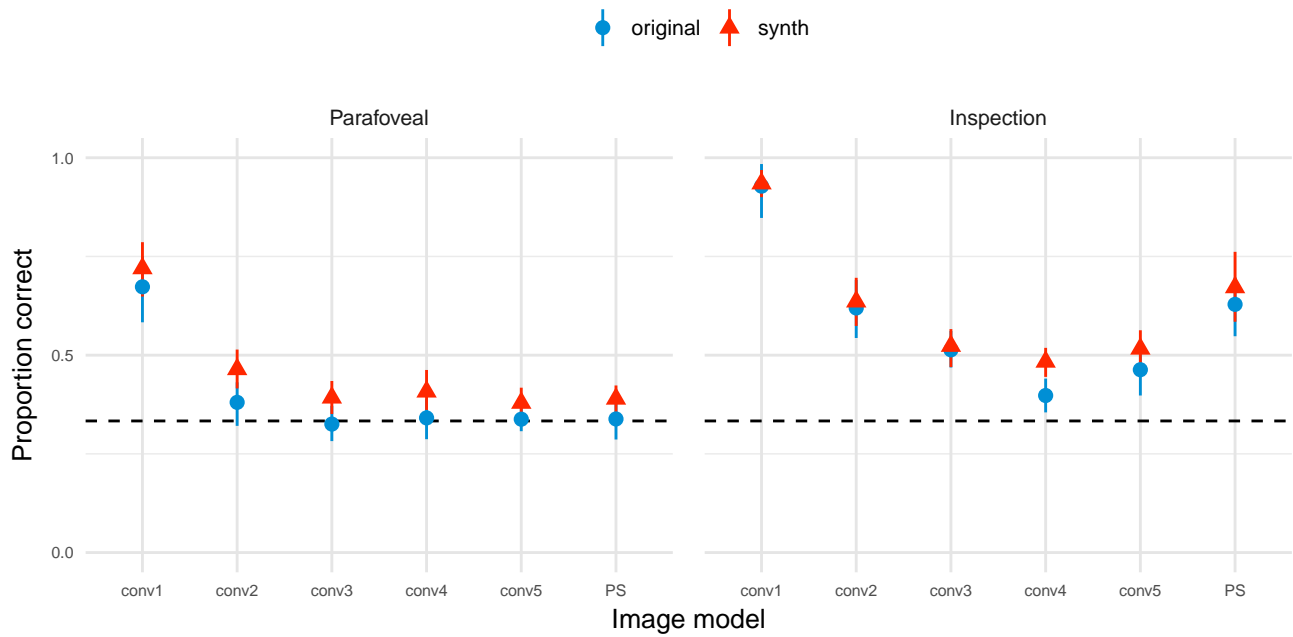 original synth
Parafoveal Inspection
1.0
0.5
0.0
Proportion correct
conv1 conv2 conv3 conv4 conv5 PS conv1 conv2 conv3 conv4 conv5 PS
Image model